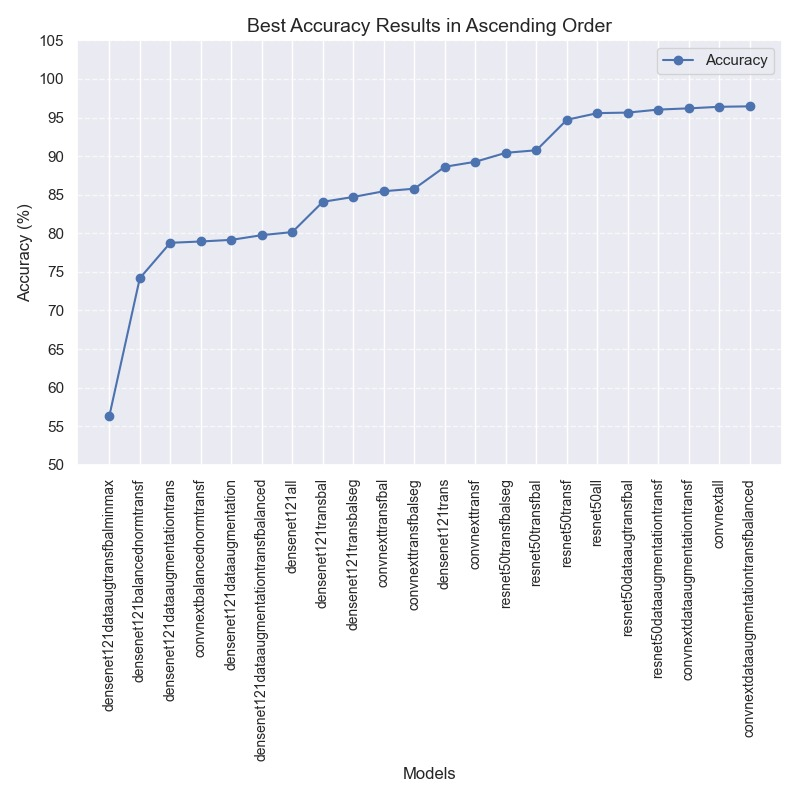 Best Accuracy Results in Ascending Order
Accuracy
105
100
95
90
85
80
75
70
65
60
55
50
Accuracy (%)
densenet121dataaugtransfbalminmax
densenet121balancednormtransf
densenet121dataaugmentationtrans
convnextbalancednormtransf
densenet121dataaugmentation
densenet121dataaugmentationtransfbalanced
densenet121all
densenet121transbal
densenet121transbalseg
convnexttransfbal
convnexttransfbalseg
densenet121trans
convnexttransf
resnet50transfbalseg
resnet50transfbal
resnet50transf
resnet50all
resnet50dataaugtransfbal
resnet50dataaugmentationtransf
convnextdataaugmentationtransf
convnextall
convnextdataaugmentationtransfbalanced
Models